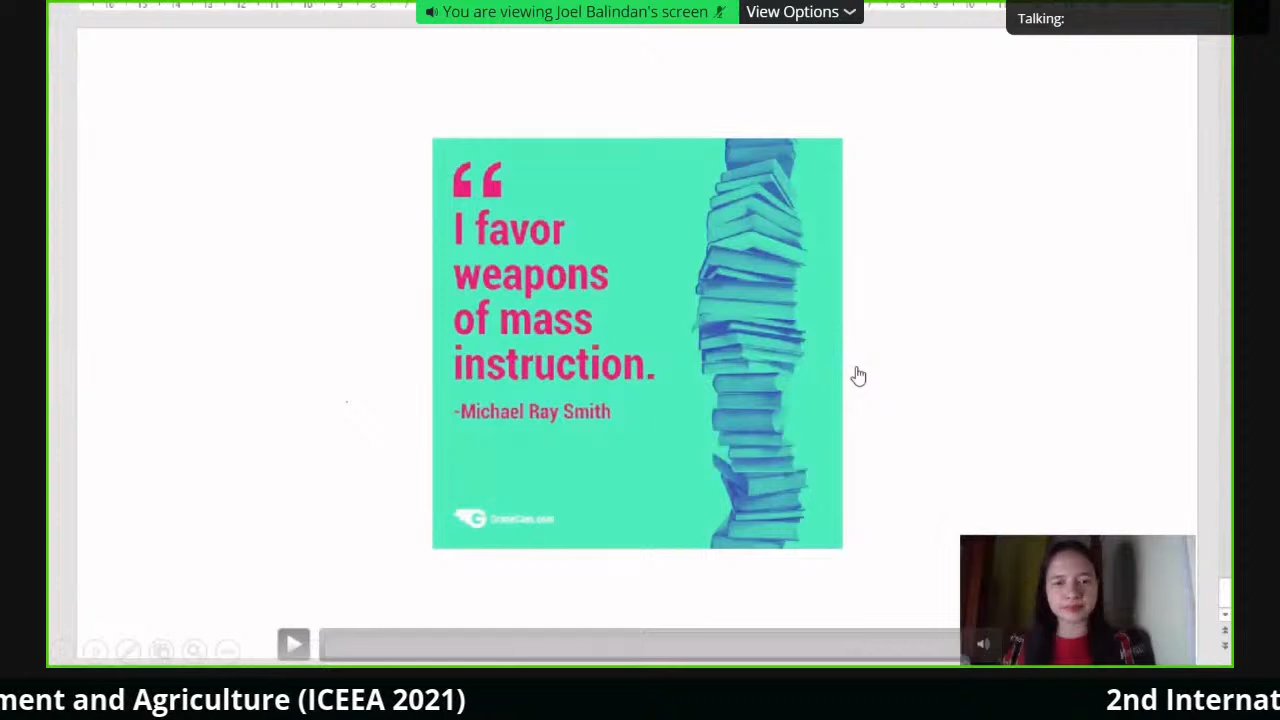 You are viewing Joel Balindan's screen
View Options
Talking:
“
I favor
weapons
of mass
instruction.
-Michael Ray Smith
ment and Agriculture (ICEEA 2021)
2nd Internat